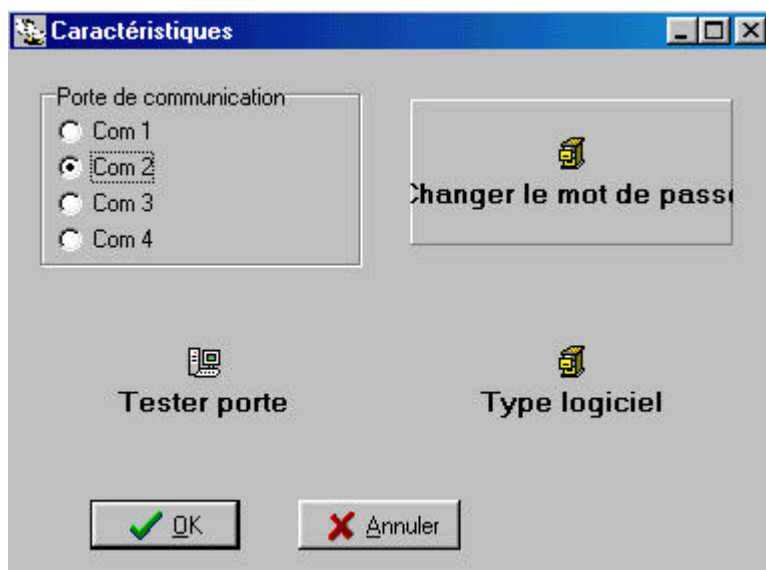 Caractéristiques
Porte de communication
Com 1
Com 2
Com 3
Com 4
Changer le mot de passe
Tester porte
Type logiciel
OK
Annuler